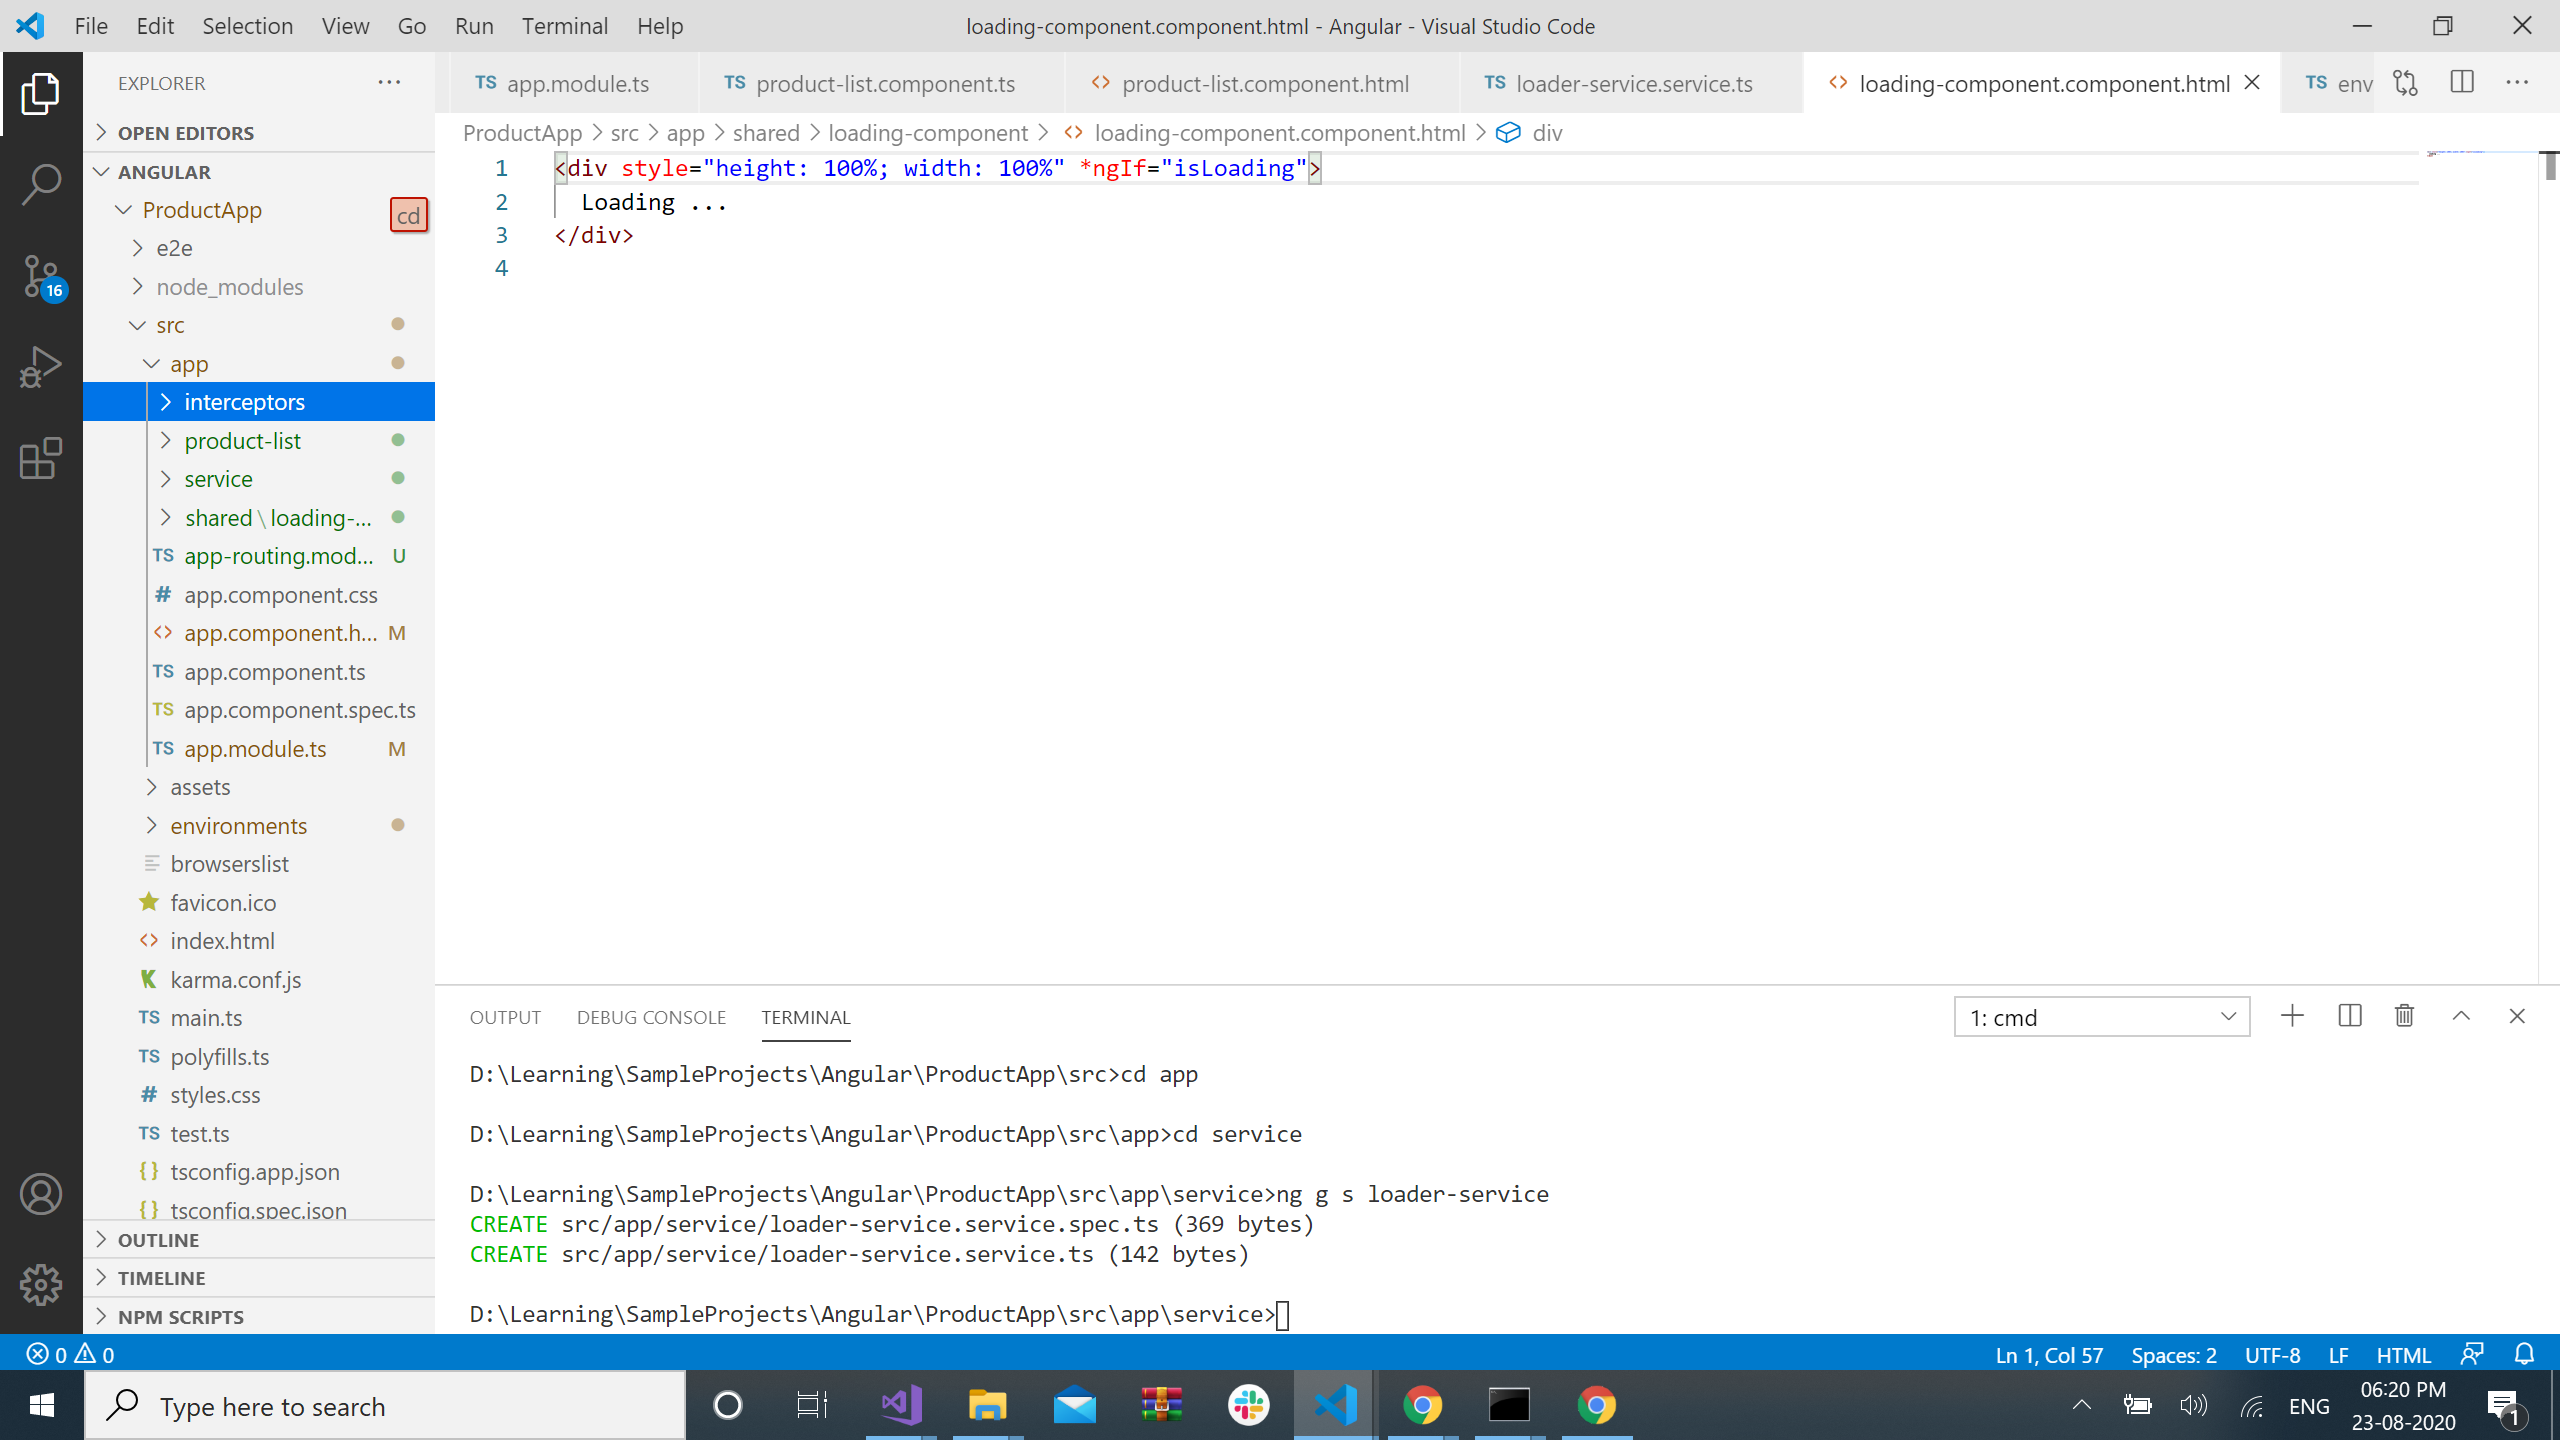 File Edit Selection View Go Run Terminal Help
loading-component.component.html - Angular - Visual Studio Code
EXPLORER
OPEN EDITORS
ANGULAR
ProductApp
cd
e2e
node_modules
src
app
interceptors
product-list
service
shared\loading-...
TS app-routing.mod... U
# app.component.css
<> app.component.h... M
TS app.component.ts
TS app.component.spec.ts
TS app.module.ts M
assets
environments
browserslist
favicon.ico
<> index.html
karma.conf.js
TS main.ts
TS polyfills.ts
# styles.css
TS test.ts
{} tsconfig.app.json
{} tsconfig.spec.json
OUTLINE
TIMELINE
NPM SCRIPTS
16
TS app.module.ts
TS product-list.component.ts
<> product-list.component.html
TS loader-service.service.ts
<> loading-component.component.html
TS env
ProductApp > src > app > shared > loading-component > <> loading-component.component.html > div
1 <div style="height: 100%; width: 100%" *ngIf="isLoading">
2 Loading ...
3 </div>
4
OUTPUT DEBUG CONSOLE TERMINAL
1: cmd
D:\Learning\SampleProjects\Angular\ProductApp\src>cd app
D:\Learning\SampleProjects\Angular\ProductApp\src\app>cd service
D:\Learning\SampleProjects\Angular\ProductApp\src\app\service>ng g s loader-service
CREATE src/app/service/loader-service.service.spec.ts (369 bytes)
CREATE src/app/service/loader-service.service.ts (142 bytes)
D:\Learning\SampleProjects\Angular\ProductApp\src\app\service>
0 0
Ln 1, Col 57 Spaces: 2 UTF-8 LF HTML
Type here to search
ENG
06:20 PM
23-08-2020
1